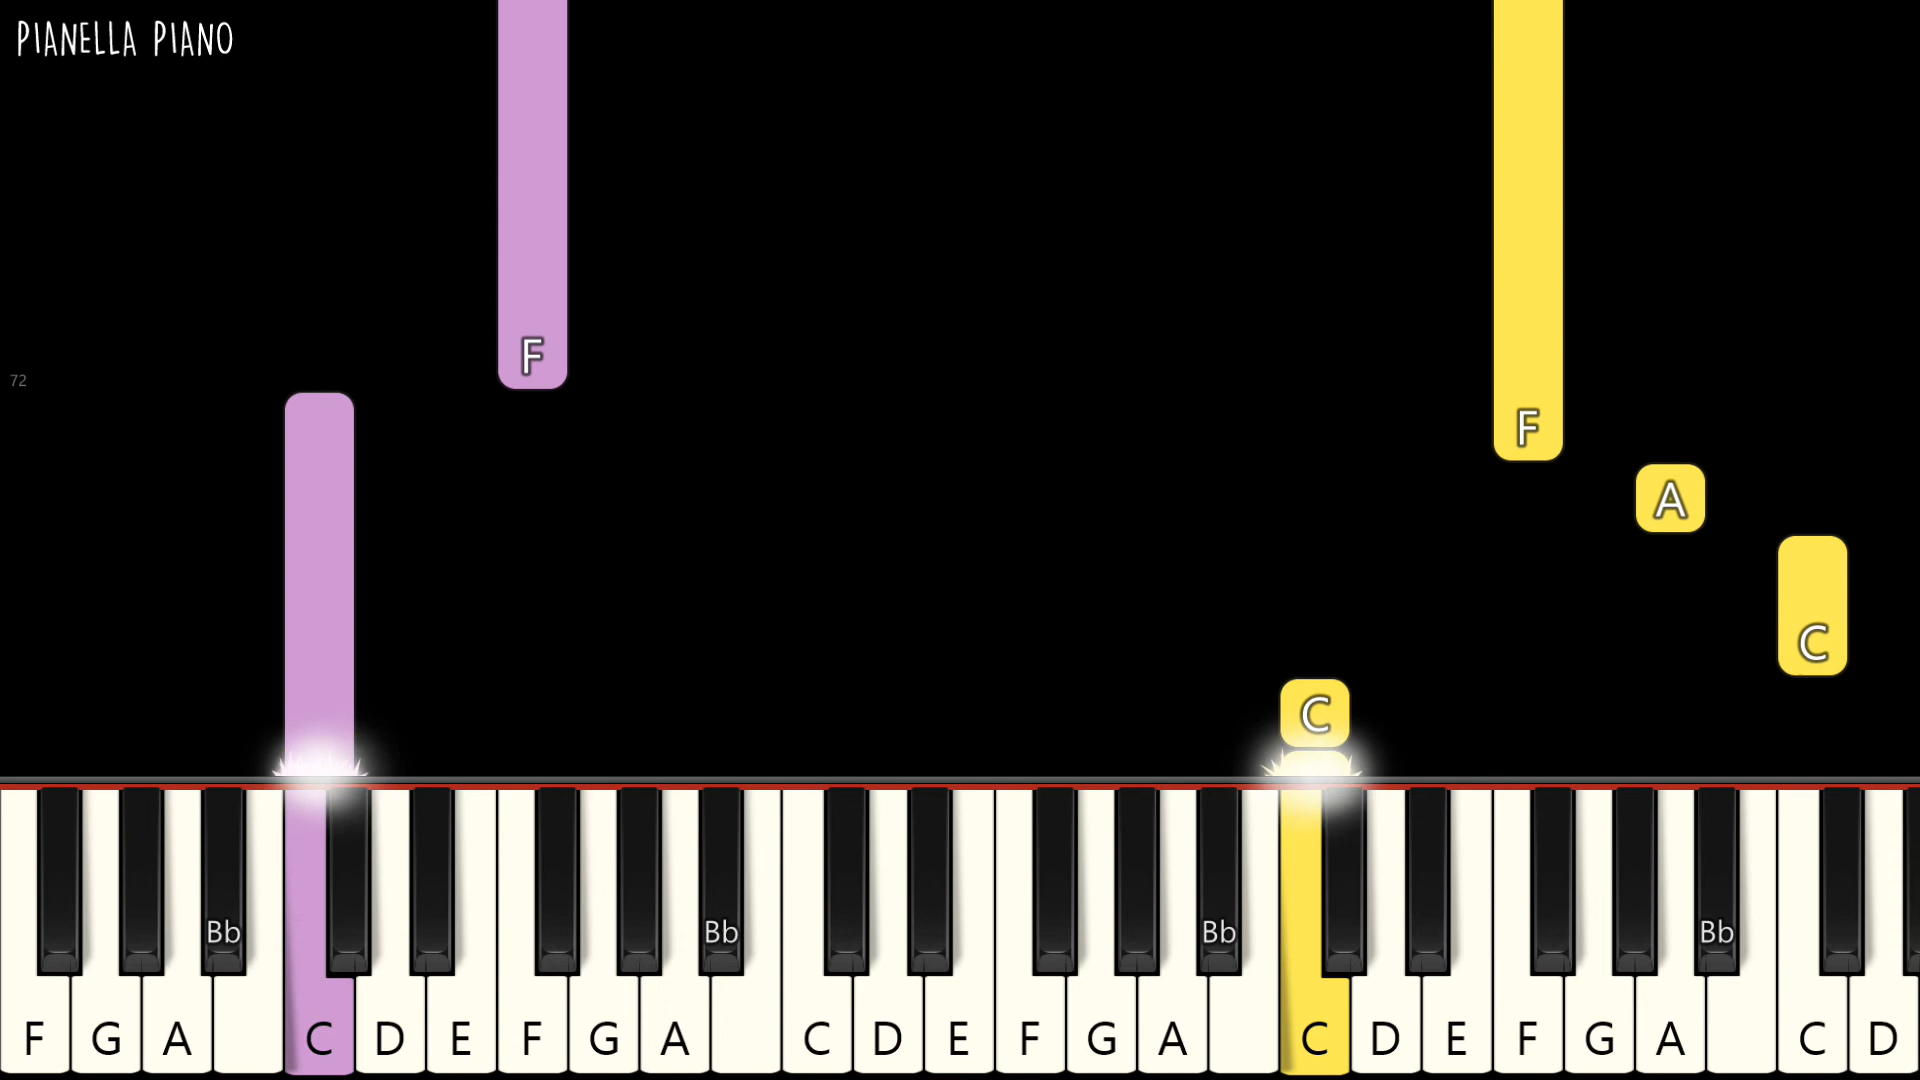 PIANELLA PIANO
F
72
F
A
C
C
Bb Bb Bb Bb
F G A C D E F G A C D E F G A C D E F G A C D